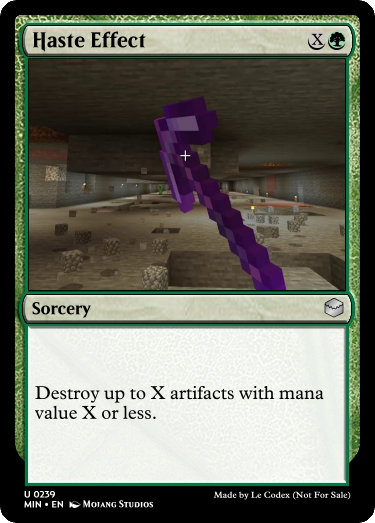 Haste Effect X
Sorcery
Destroy up to X artifacts with mana
value X or less.
U 0239
MIN • EN Mojang Studios
Made by Le Codex (Not For Sale)